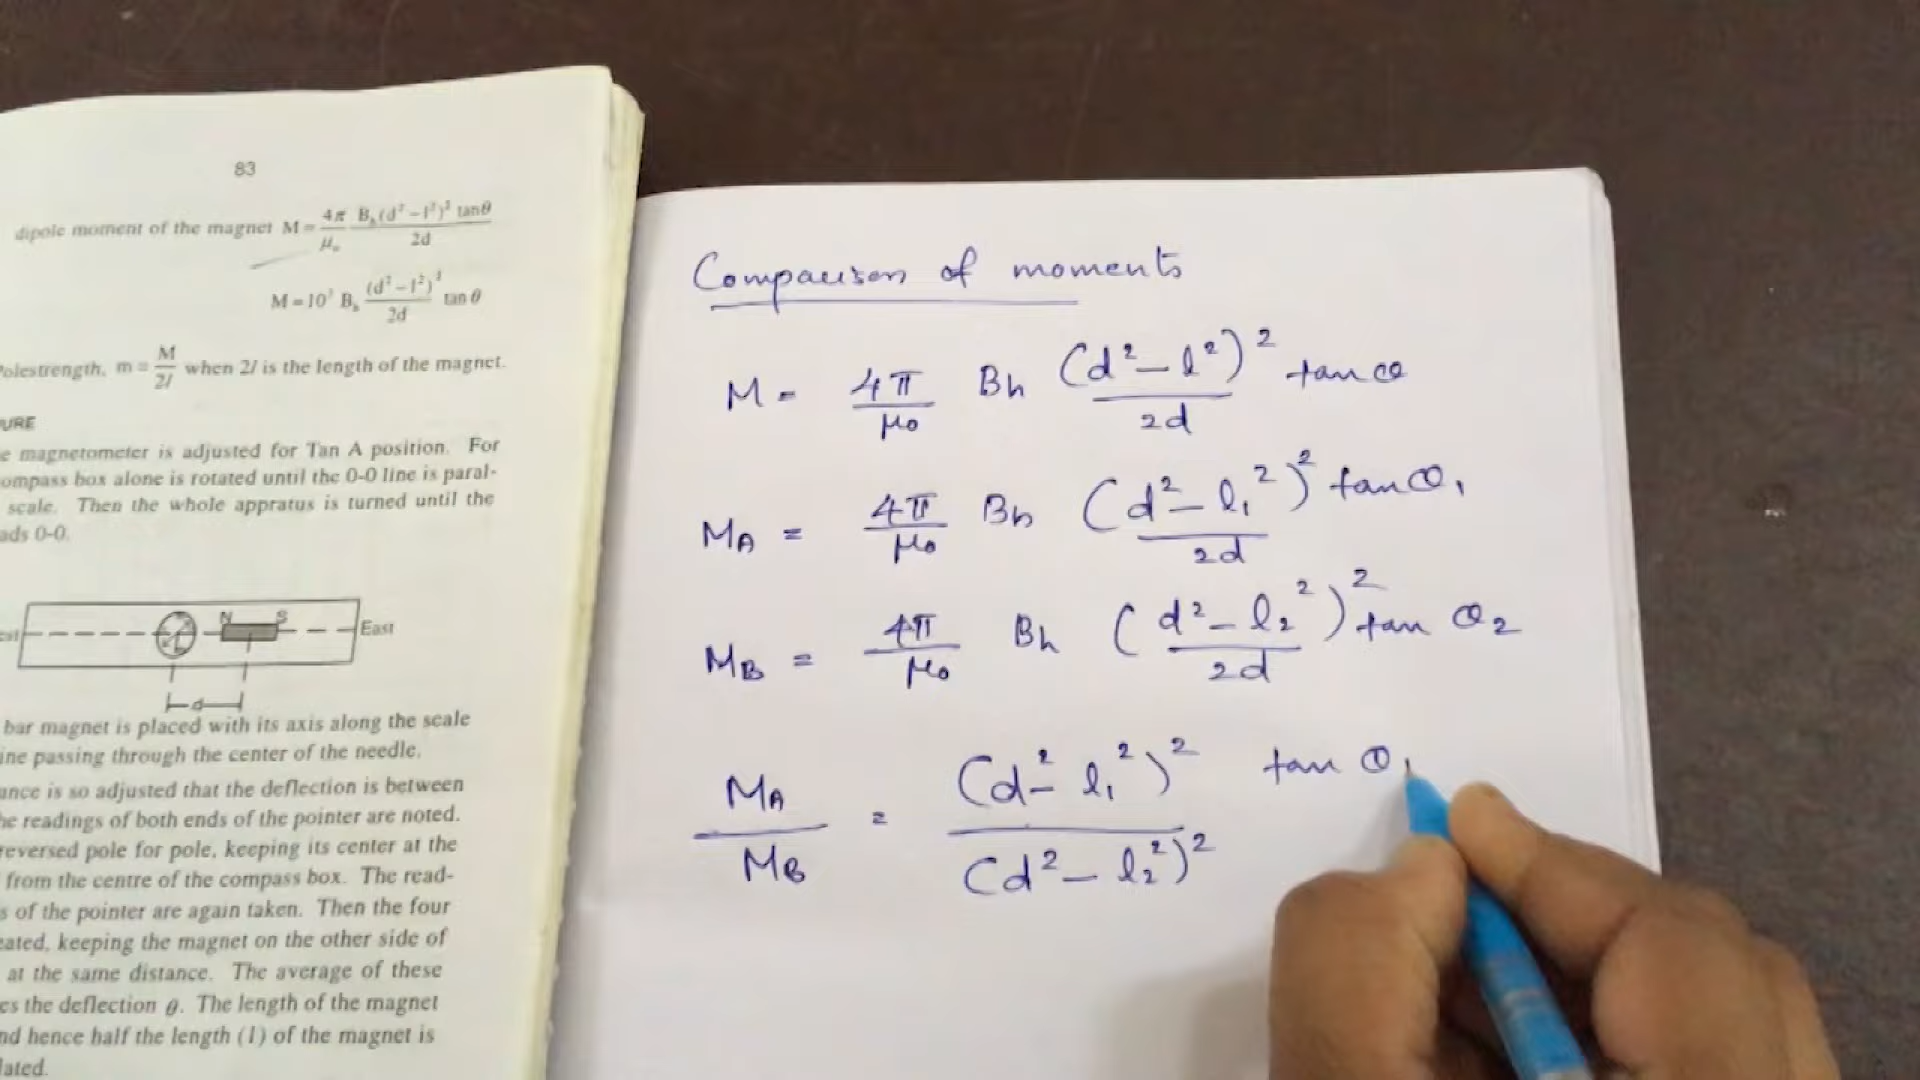 83
dipole moment of the magnet M = 4π/μ₀ Bₕ(d² – l²)² tanθ/2d
M = 10⁷ Bₕ (d² – l²)²/2d tan θ
Polestrength, m = M/2l when 2l is the length of the magnet.
URE
e magnetometer is adjusted for Tan A position. For
ompass box alone is rotated until the 0-0 line is paral-
scale. Then the whole appratus is turned until the
ads 0-0.
N S
est East
d
bar magnet is placed with its axis along the scale
ine passing through the center of the needle.
ance is so adjusted that the deflection is between
he readings of both ends of the pointer are noted.
reversed pole for pole, keeping its center at the
from the centre of the compass box. The read-
s of the pointer are again taken. Then the four
eated, keeping the magnet on the other side of
at the same distance. The average of these
es the deflection θ. The length of the magnet
nd hence half the length (l) of the magnet is
lated.
Comparison of moments
M = 4π/μ₀ Bh (d² – l²)²/2d tan θ
MA = 4π/μ₀ Bh (d² – l₁²)²/2d tan θ₁
MB = 4π/μ₀ Bh (d² – l₂²)²/2d tan θ₂
MA/MB = (d² – l₁²)²/(d² – l₂²)² tan θ₁